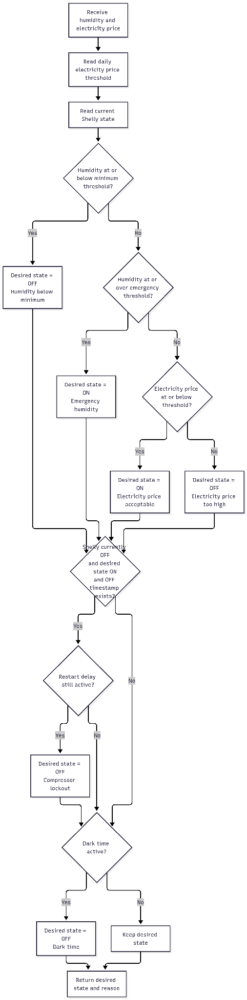 Receive
humidity and
electricity price
Read daily
electricity price
threshold
Read current
Shelly state
Humidity at or
below minimum
threshold?
Yes
No
Desired state =
OFF
Humidity below
minimum
Humidity at or
over emergency
threshold?
Yes
No
Desired state =
ON
Emergency
humidity
Electricity price
at or below
threshold?
Yes
No
Desired state =
ON
Electricity price
acceptable
Desired state =
OFF
Electricity price
too high
Shelly currently
OFF
and desired
state ON
and OFF
timestamp
exists?
Yes
No
Restart delay
still active?
Yes
No
Desired state =
OFF
Compressor
lockout
Dark time
active?
Yes
No
Desired state =
OFF
Dark time
Keep desired
state
Return desired
state and reason